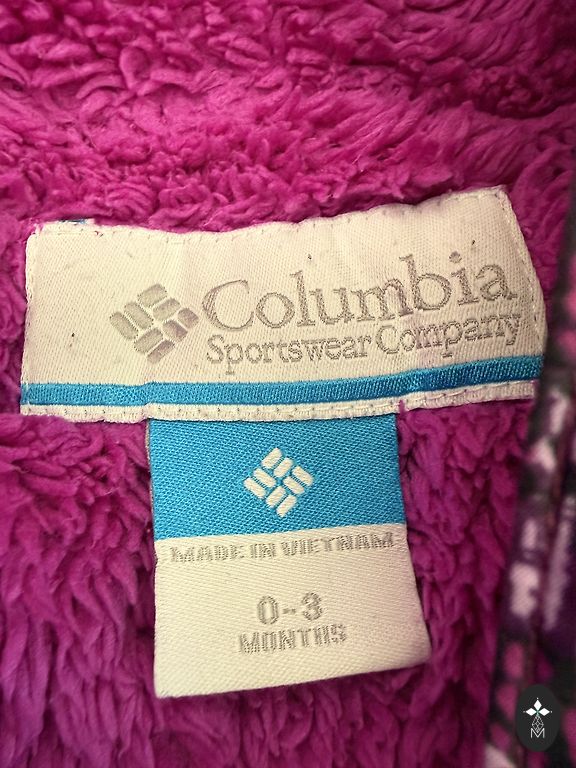 Columbia
Sportswear Company
MADE IN VIETNAM
0-3
MONTHS
M